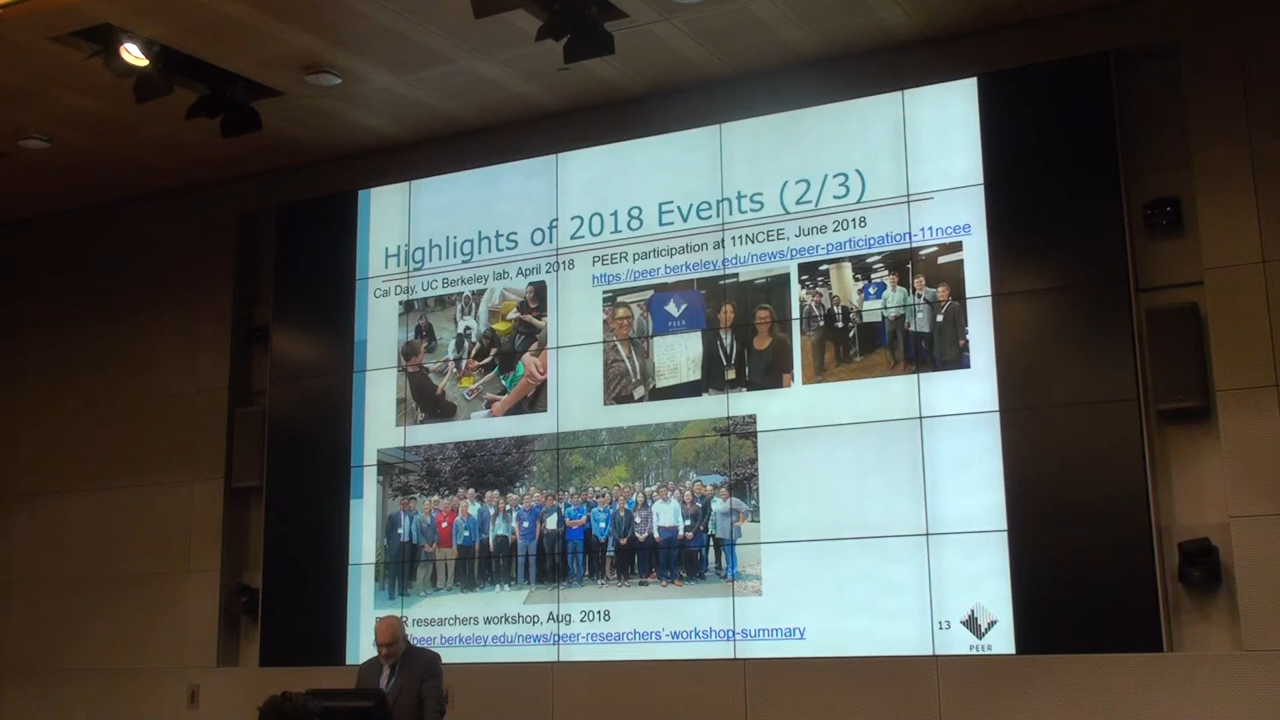 Highlights of 2018 Events (2/3)
Cal Day, UC Berkeley lab, April 2018
PEER participation at 11NCEE, June 2018
https://peer.berkeley.edu/news/peer-participation-11ncee
PEER
researchers workshop, Aug. 2018
peer.berkeley.edu/news/peer-researchers'-workshop-summary
13
PEER